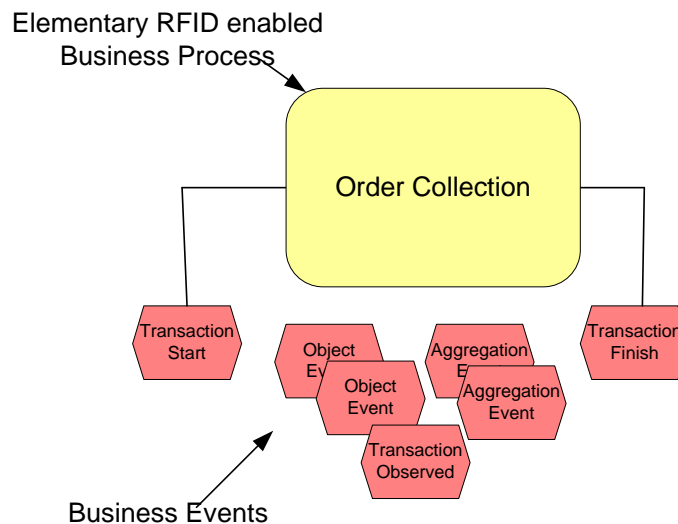 Elementary RFID enabled
Business Process
Order Collection
Transaction
Start
Object
Object
Event
Aggregation
Aggregation
Event
Transaction
Observed
Transaction
Finish
Business Events